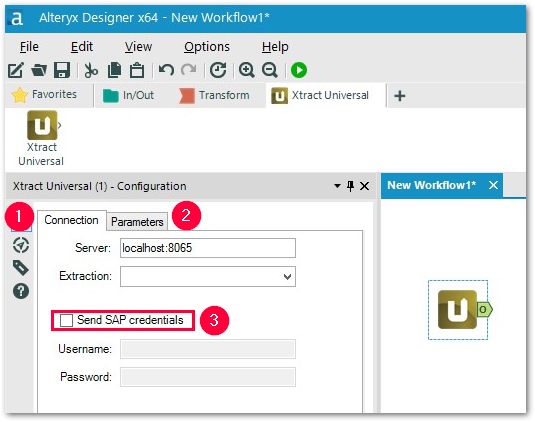 a Alteryx Designer x64 - New Workflow1*
File Edit View Options Help
Favorites In/Out Transform U Xtract Universal +
U
Xtract
Universal
Xtract Universal (1) - Configuration
New Workflow1* X
1 Connection Parameters 2
Server: localhost:8065
Extraction:
U O
Send SAP credentials 3
Username:
Password: